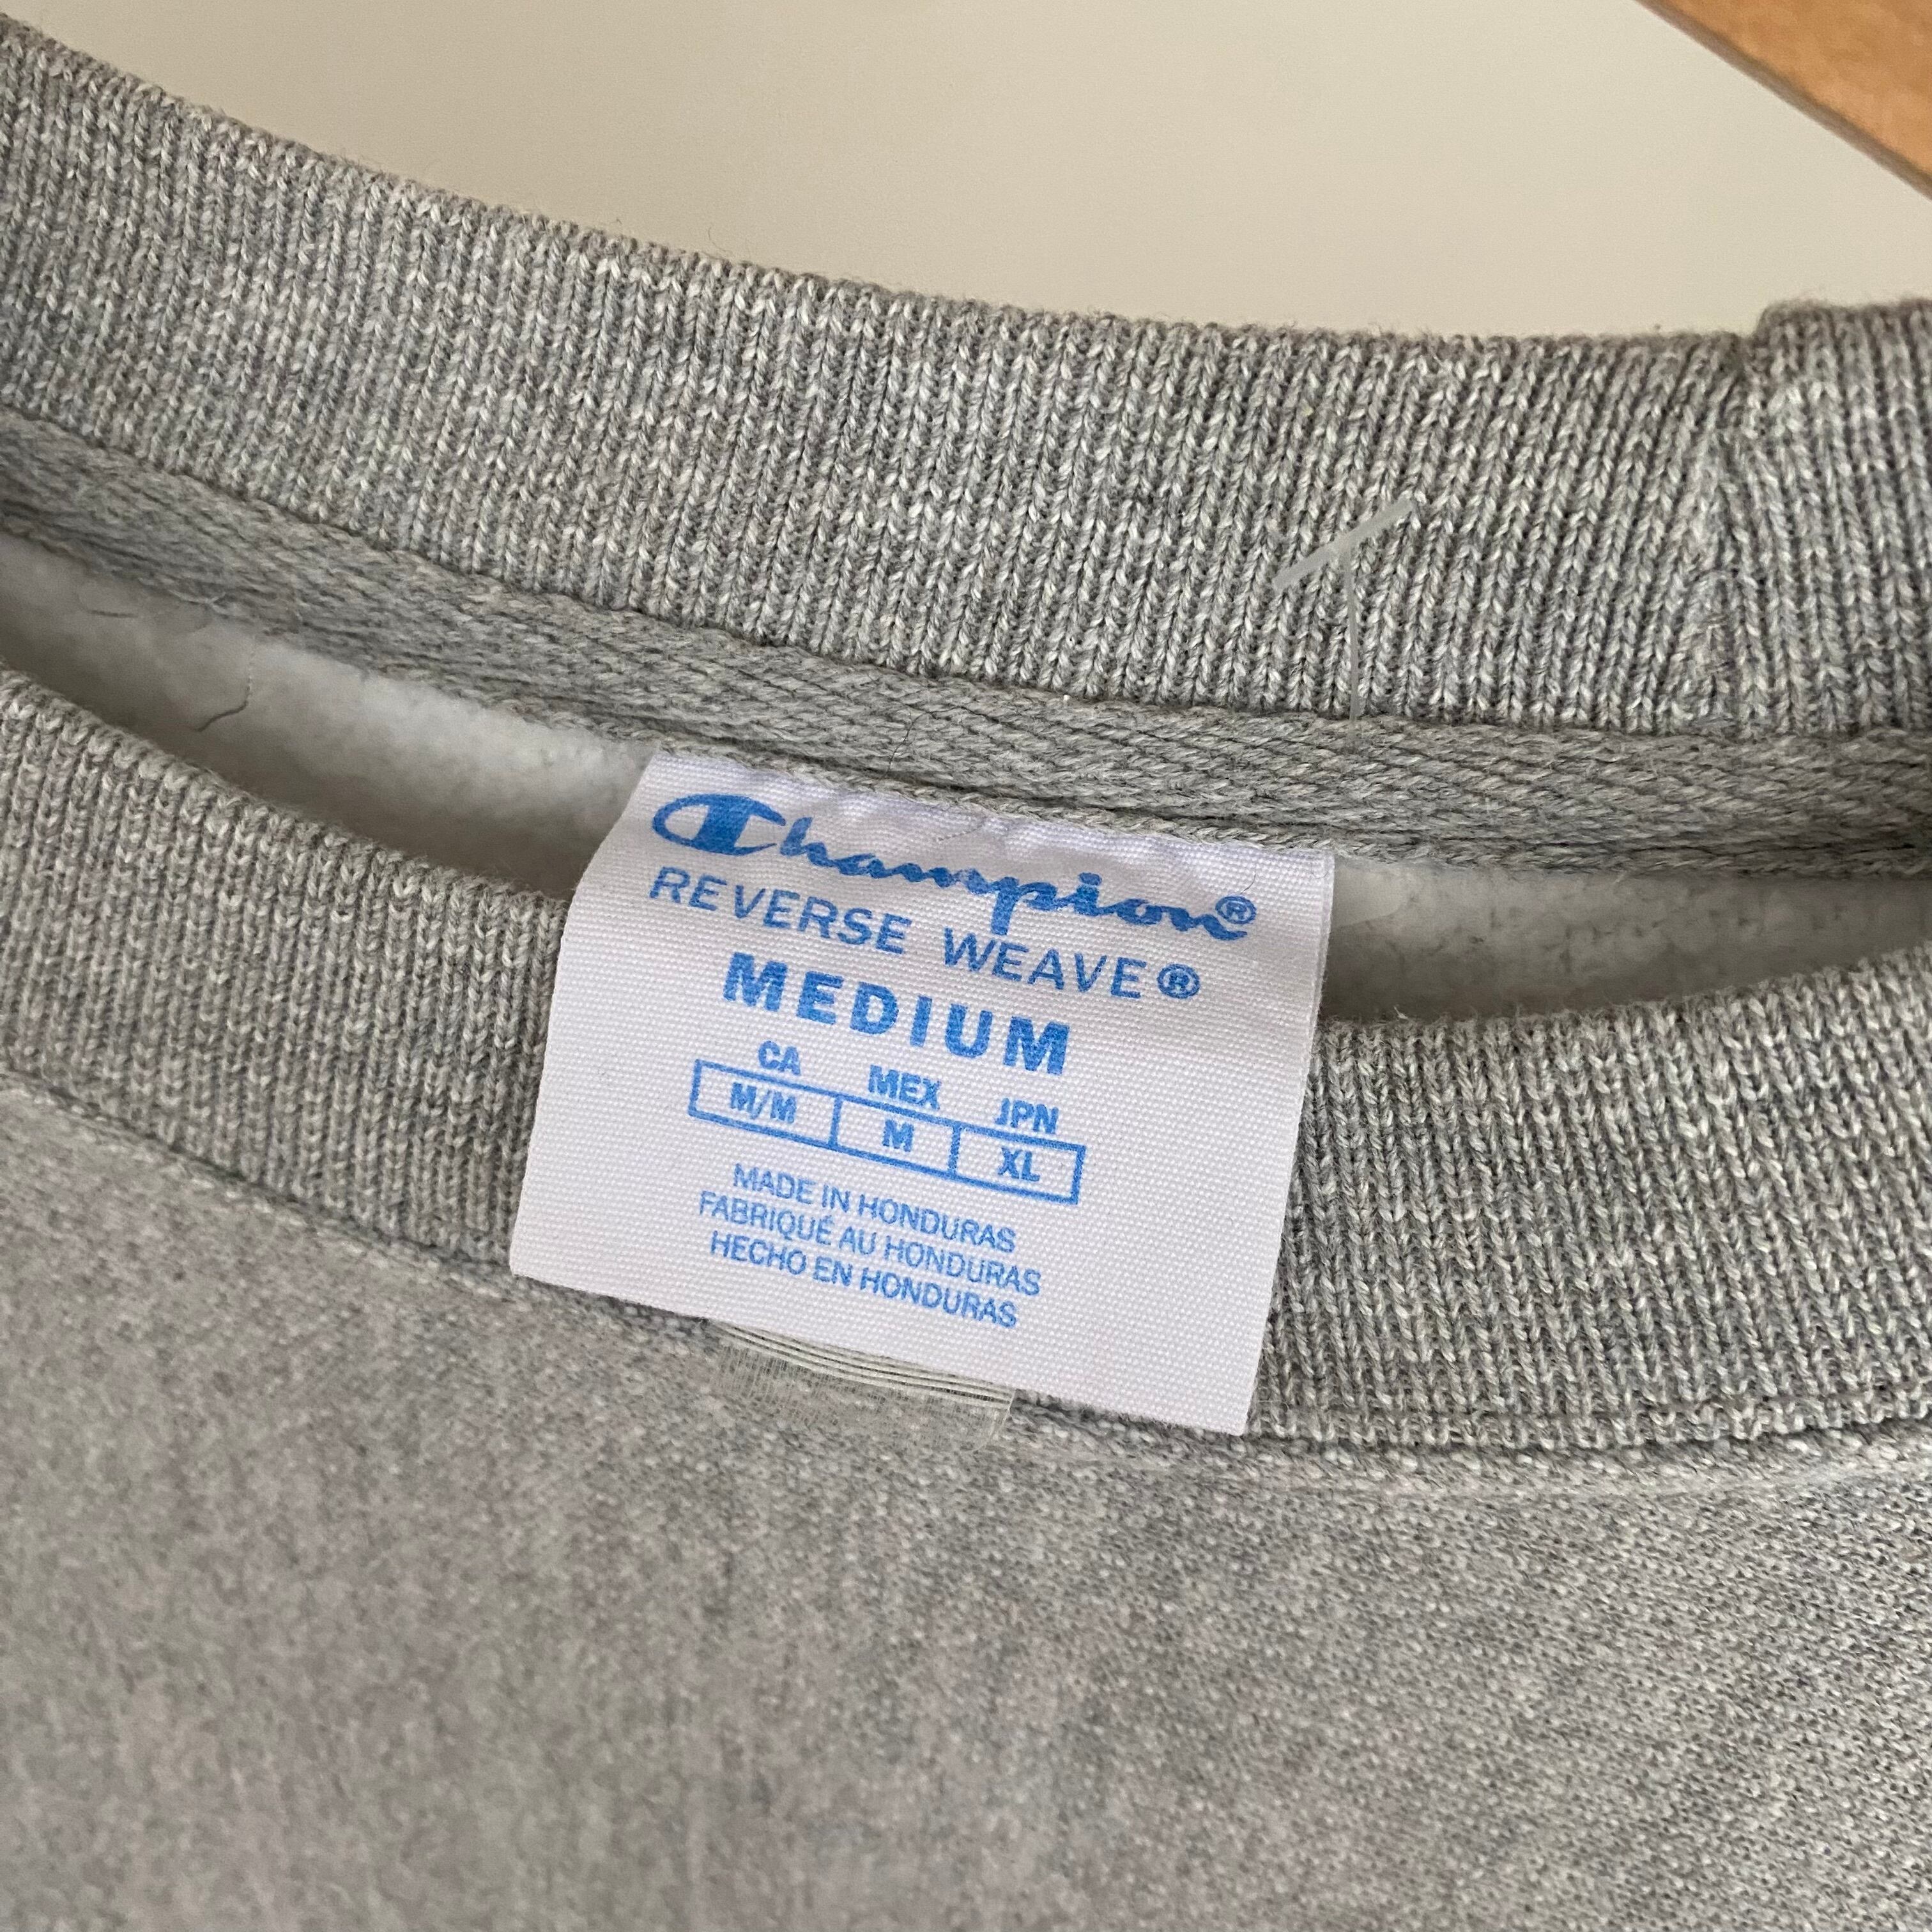 Champion®
REVERSE WEAVE®
MEDIUM
CA MEX JPN
M/M M XL
MADE IN HONDURAS
FABRIQUÉ AU HONDURAS
HECHO EN HONDURAS